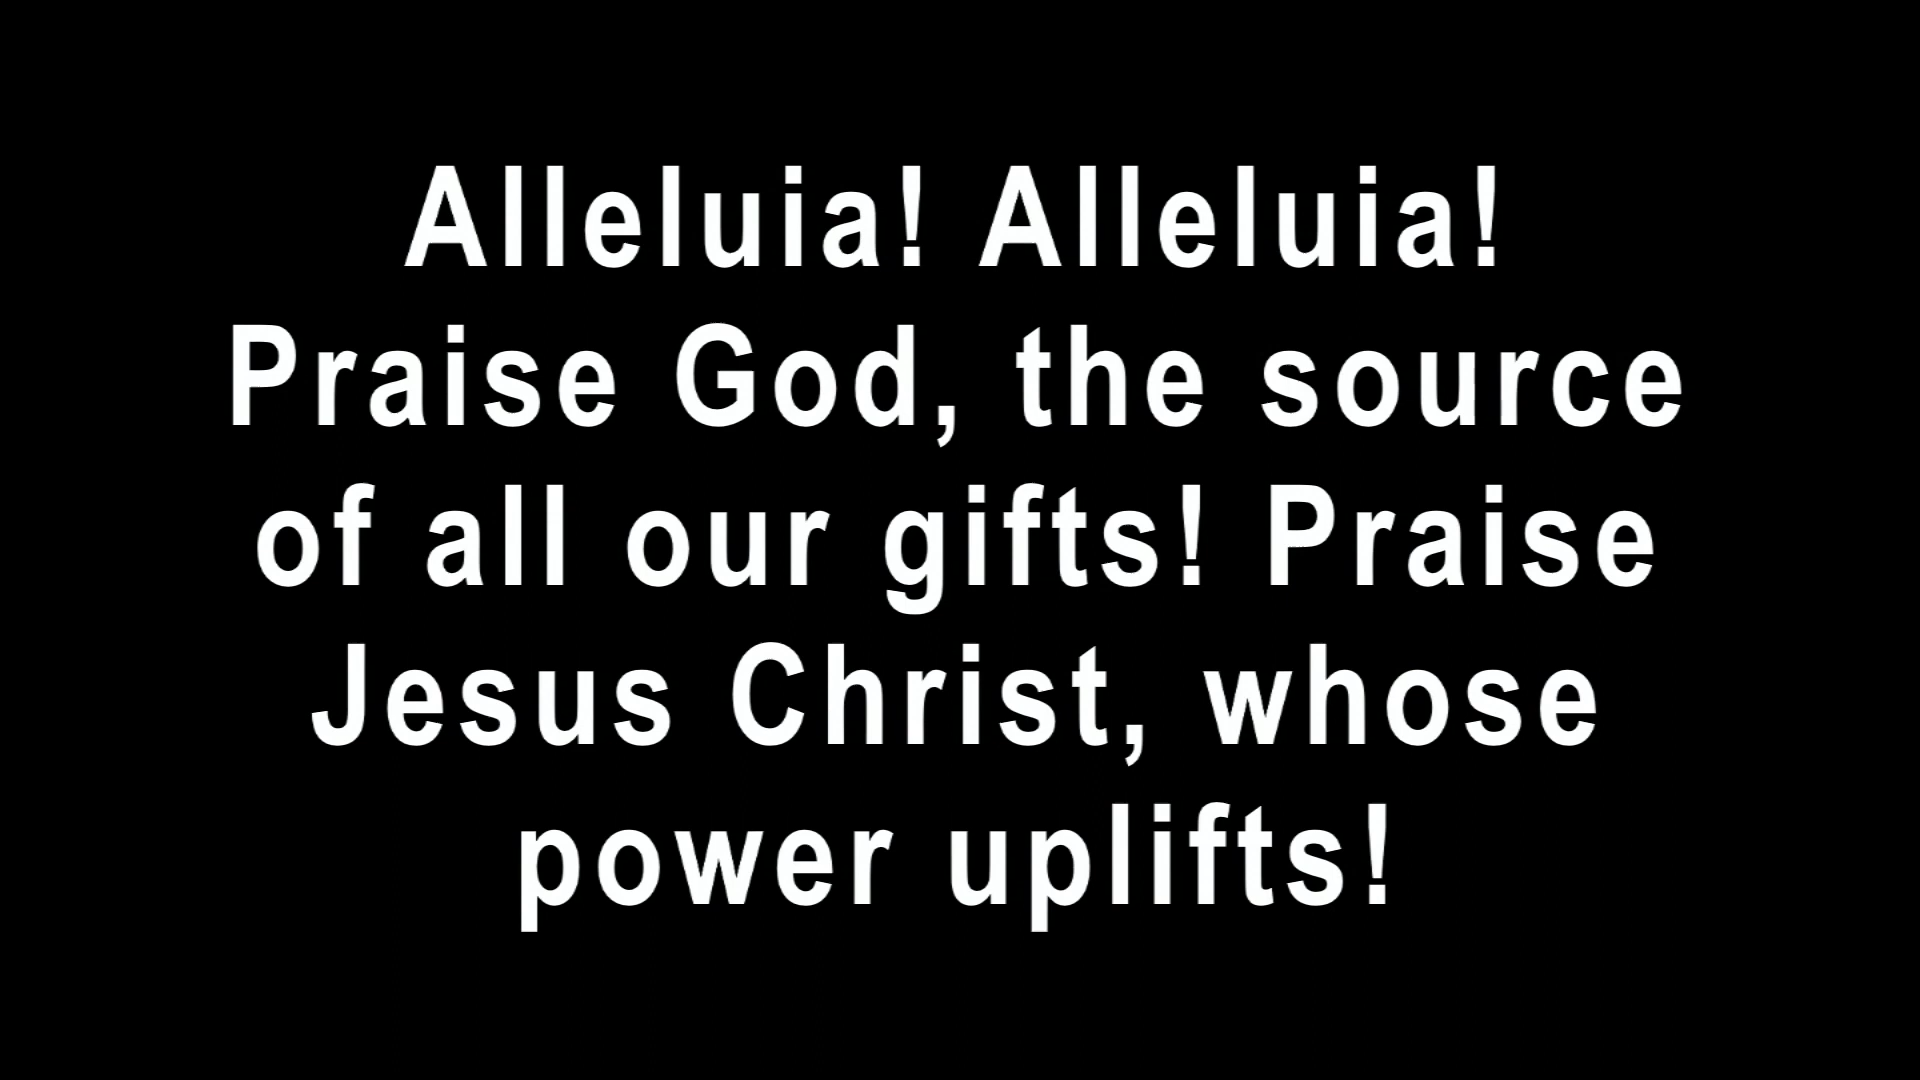 Alleluia! Alleluia!
Praise God, the source
of all our gifts! Praise
Jesus Christ, whose
power uplifts!